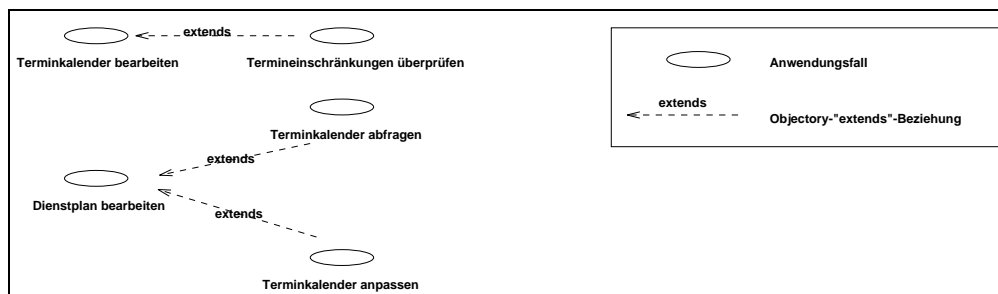 extends
Terminkalender bearbeiten
Termineinschränkungen überprüfen
Terminkalender abfragen
extends
Dienstplan bearbeiten
extends
Terminkalender anpassen
Anwendungsfall
extends
Objectory-"extends"-Beziehung